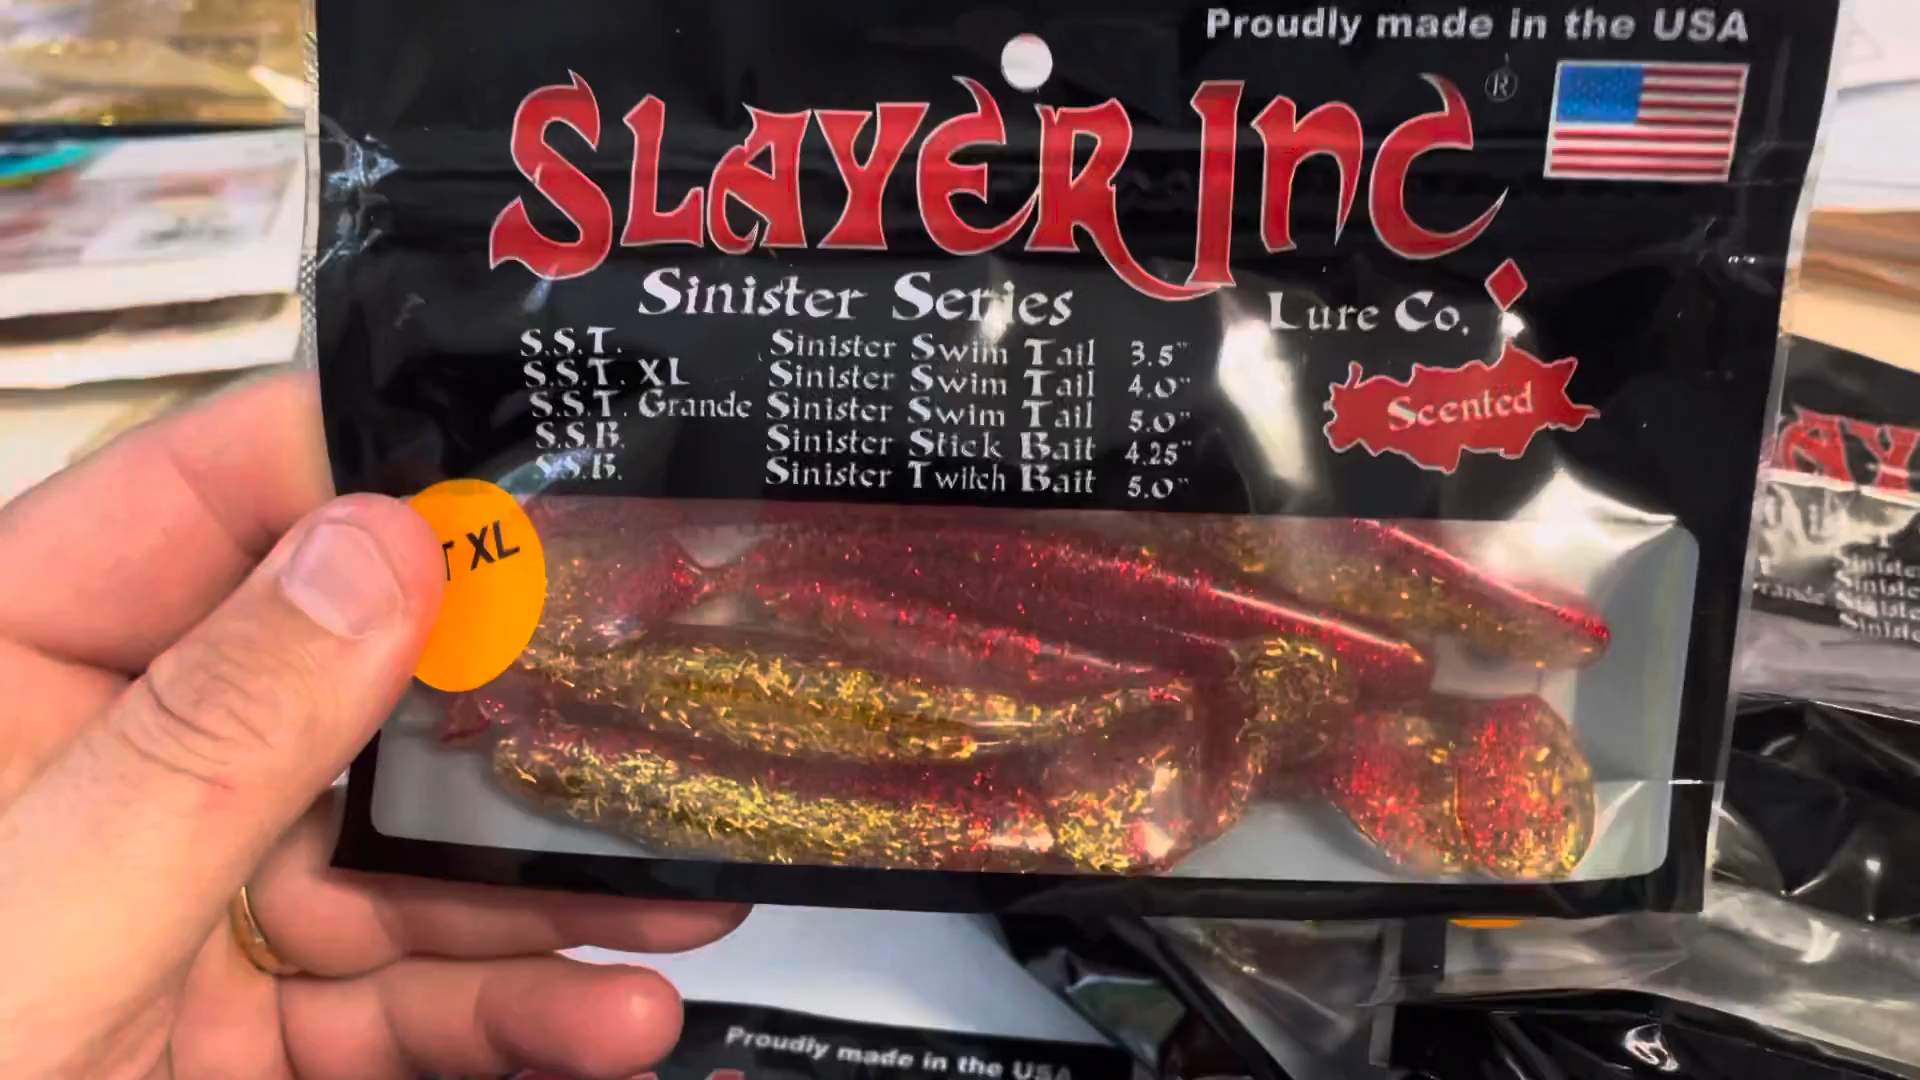 Proudly made in the USA
SLAYER Inc ®
Sinister Series
Lure Co.
S.S.T. Sinister Swim Tail 3.5"
S.S.T. XL Sinister Swim Tail 4.0"
S.S.T. Grande Sinister Swim Tail 5.0"
S.S.B. Sinister Stick Bait 4.25"
S.S.B. Sinister Twitch Bait 5.0"
Scented
T XL
Proudly made in the USA